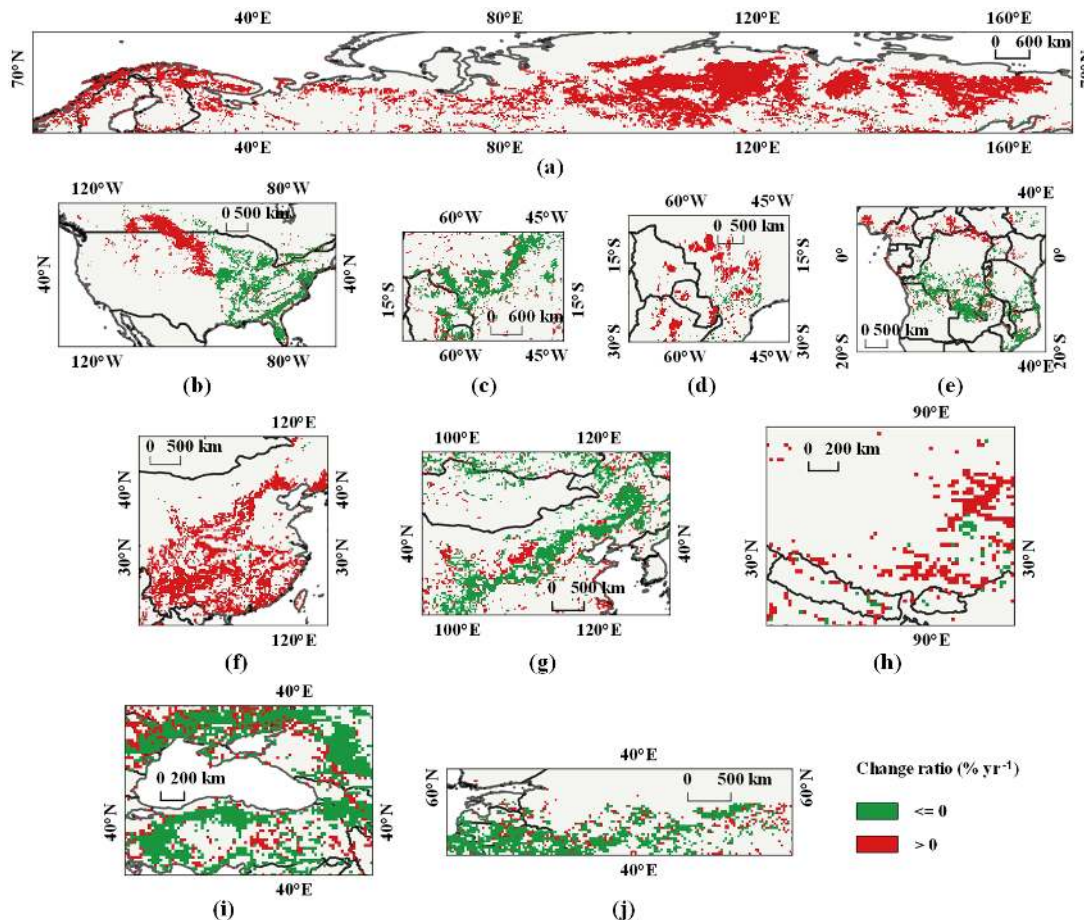 40°E 80°E 120°E 160°E
0 600 km
70°N 70°N
40°E 80°E 120°E 160°E
(a)
120°W 80°W
0 500 km
40°N 40°N
120°W 80°W
(b)
60°W 45°W
15°S 15°S
0 600 km
60°W 45°W
(c)
60°W 45°W
0 500 km
15°S 15°S
30°S 30°S
60°W 45°W
(d)
40°E
0° 0°
0 500 km
20°S 20°S
40°E
(e)
120°E
0 500 km
40°N 40°N
30°N 30°N
120°E
(f)
100°E 120°E
40°N 40°N
0 500 km
100°E 120°E
(g)
90°E
0 200 km
30°N 30°N
90°E
(h)
40°E
0 200 km
40°N 40°N
40°E
(i)
40°E
60°N 60°N
0 500 km
40°E
(j)
Change ratio (% yr⁻¹)
<= 0
> 0